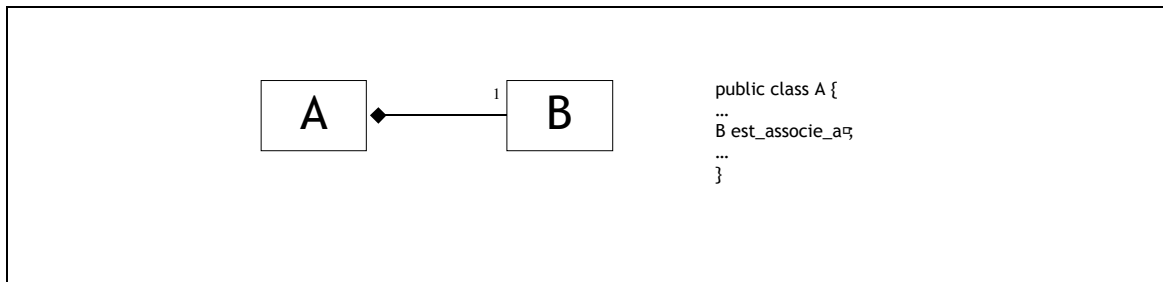 A
1
B
public class A {
…
B est_associe_a;
…
}